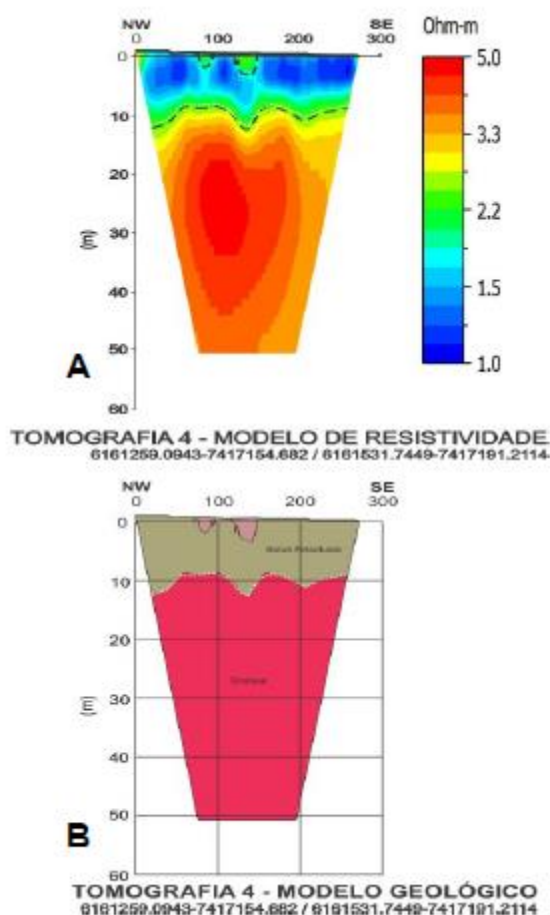 NW SE Ohm-m
0 100 200 300
0 5.0
10
20 3.3
(m)
30 2.2
40 1.5
A
50 1.0
60
TOMOGRAFIA 4 - MODELO DE RESISTIVIDADE
6161259.0943-7417154.682 / 6161531.7449-7417191.2114
NW SE
0 100 200 300
0
10
20
30
(m)
40
50
B
60
TOMOGRAFIA 4 - MODELO GEOLÓGICO
6161259.0943-7417154.682 / 6161531.7449-7417191.2114